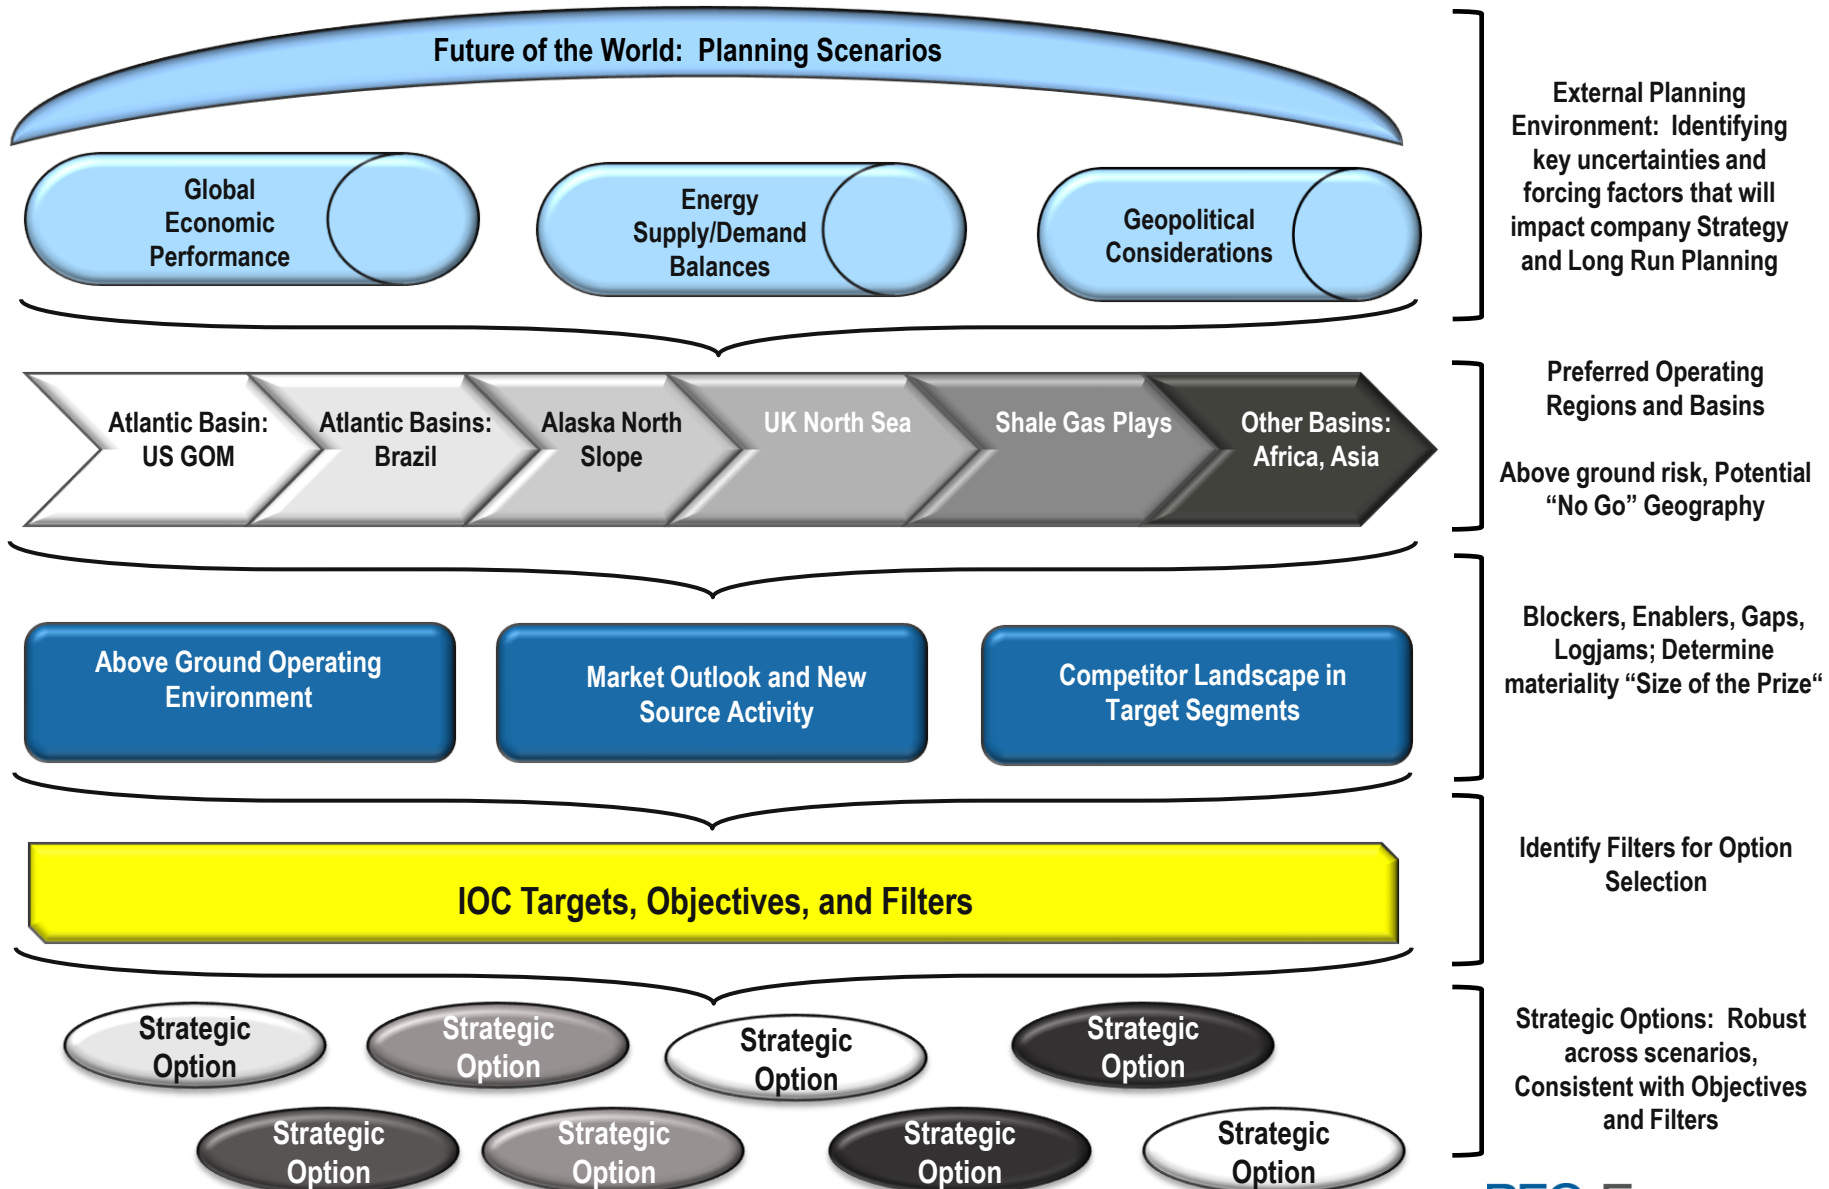 Future of the World:  Planning Scenarios
Global
Economic
Performance
Energy
Supply/Demand
Balances
Geopolitical
Considerations
External Planning
Environment:  Identifying
key uncertainties and
forcing factors that will
impact company Strategy
and Long Run Planning
Atlantic Basin:
US GOM
Atlantic Basins:
Brazil
Alaska North
Slope
UK North Sea
Shale Gas Plays
Other Basins:
Africa, Asia
Preferred Operating
Regions and Basins
Above ground risk, Potential
“No Go” Geography
Above Ground Operating
Environment
Market Outlook and New
Source Activity
Competitor Landscape in
Target Segments
Blockers, Enablers, Gaps,
Logjams; Determine
materiality “Size of the Prize“
IOC Targets, Objectives, and Filters
Identify Filters for Option
Selection
Strategic
Option
Strategic
Option
Strategic
Option
Strategic
Option
Strategic
Option
Strategic
Option
Strategic
Option
Strategic
Option
Strategic Options:  Robust
across scenarios,
Consistent with Objectives
and Filters